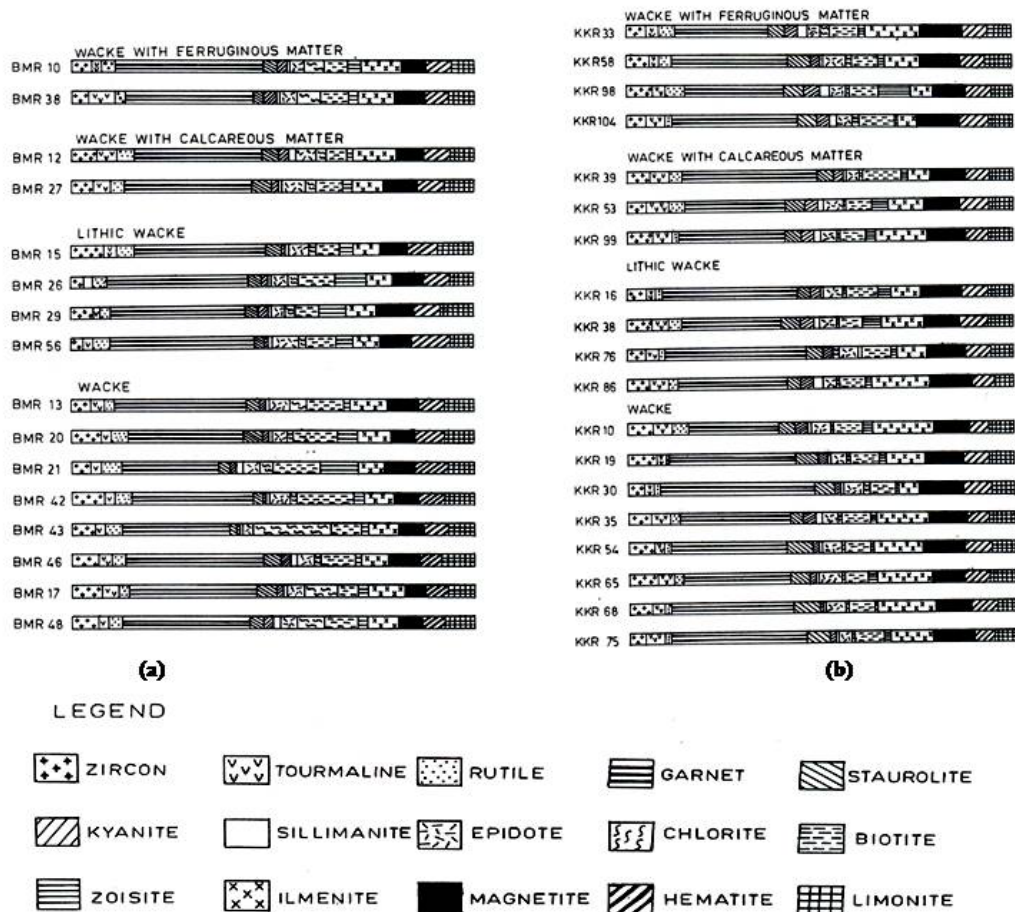 WACKE WITH FERRUGINOUS MATTER
BMR 10
BMR 38
WACKE WITH CALCAREOUS MATTER
BMR 12
BMR 27
LITHIC WACKE
BMR 15
BMR 26
BMR 29
BMR 56
WACKE
BMR 13
BMR 20
BMR 21
BMR 42
BMR 43
BMR 46
BMR 17
BMR 48
(a)
WACKE WITH FERRUGINOUS MATTER
KKR 33
KKR58
KKR 98
KKR104
WACKE WITH CALCAREOUS MATTER
KKR 39
KKR 53
KKR 99
LITHIC WACKE
KKR 16
KKR 38
KKR 76
KKR 86
WACKE
KKR 10
KKR 19
KKR 30
KKR 35
KKR 54
KKR 65
KKR 68
KKR 75
(b)
LEGEND
ZIRCON TOURMALINE RUTILE GARNET STAUROLITE
KYANITE SILLIMANITE EPIDOTE CHLORITE BIOTITE
ZOISITE ILMENITE MAGNETITE HEMATITE LIMONITE